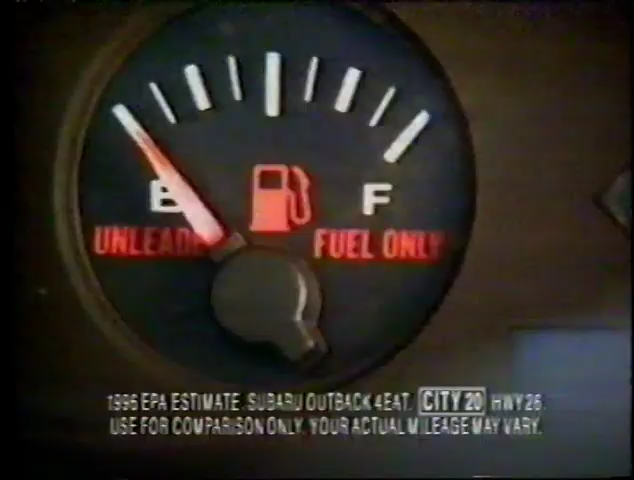 E F
UNLEADED FUEL ONLY
1996 EPA ESTIMATE. SUBARU OUTBACK 4EAT. CITY 20 HWY 26.
USE FOR COMPARISON ONLY. YOUR ACTUAL MILEAGE MAY VARY.